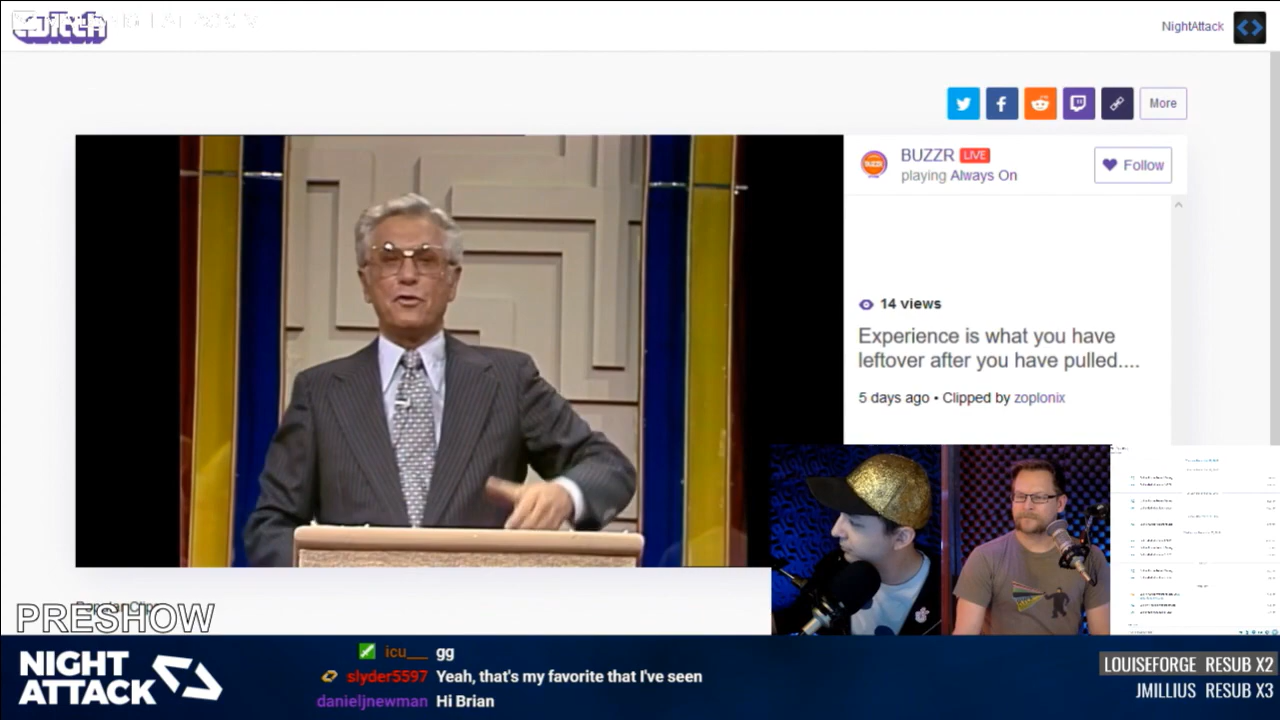 twitch
NightAttack
More
BUZZR LIVE
playing Always On
Follow
14 views
Experience is what you have
leftover after you have pulled....
5 days ago • Clipped by zoplonix
PRESHOW
NIGHT
ATTACK
icu___ gg
slyder5597 Yeah, that's my favorite that I've seen
danieljnewman Hi Brian
LOUISEFORGE RESUB X2
JMILLIUS RESUB X3